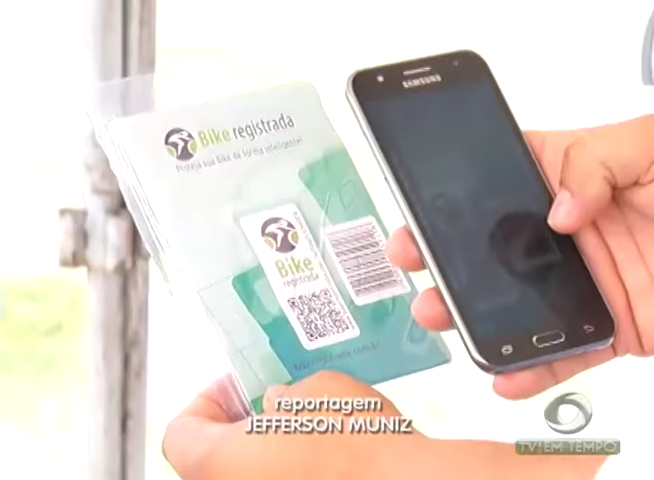 SAMSUNG
Bike registrada
Proteja sua Bike de forma inteligente!
Bike
registrada
reportagem
JEFFERSON MUNIZ
TV EM TEMPO